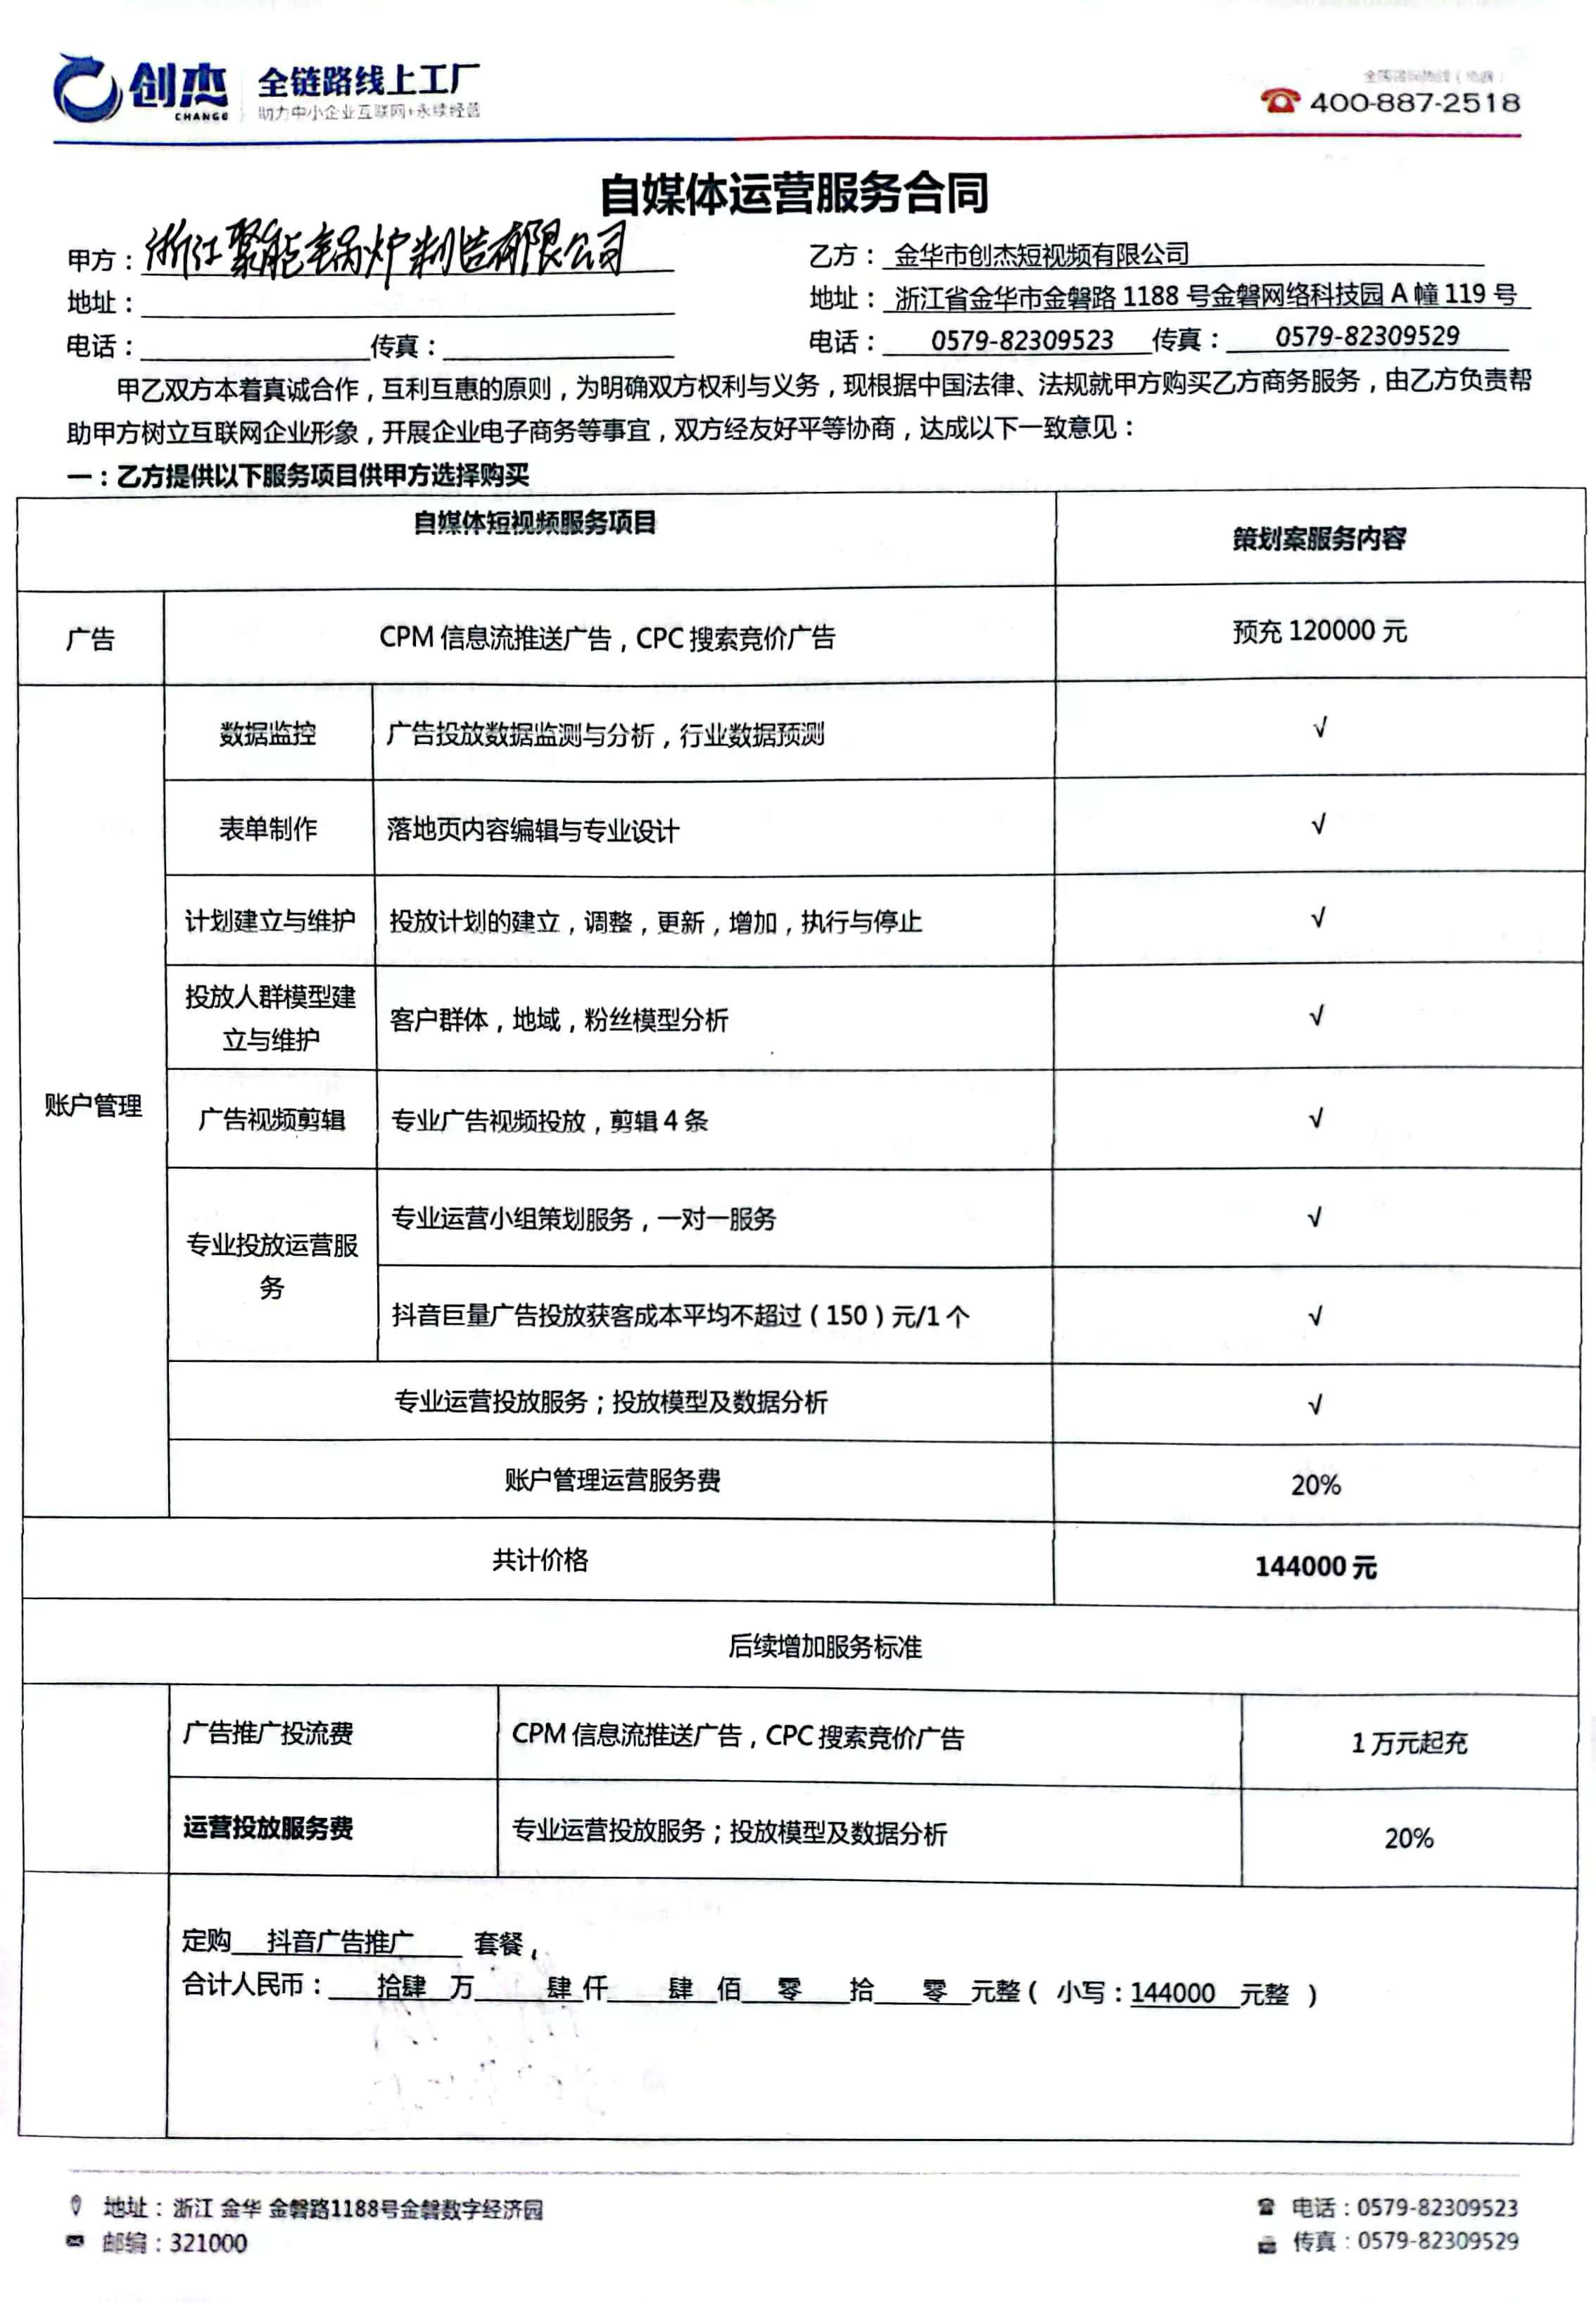 创杰
CHANGE
全链路线上工厂
助力中小企业互联网+永续经营
400-887-2518
自媒体运营服务合同
甲方：浙江聚能锅炉制造有限公司
乙方：金华市创杰短视频有限公司
地址：
地址：浙江省金华市金磐路 1188 号金磐网络科技园 A 幢 119 号
电话： 传真：
电话：0579-82309523 传真：0579-82309529
甲乙双方本着真诚合作，互利互惠的原则，为明确双方权利与义务，现根据中国法律、法规就甲方购买乙方商务服务，由乙方负责帮
助甲方树立互联网企业形象，开展企业电子商务等事宜，双方经友好平等协商，达成以下一致意见：
一：乙方提供以下服务项目供甲方选择购买
自媒体短视频服务项目 策划案服务内容
广告 CPM 信息流推送广告，CPC 搜索竞价广告 预充 120000 元
账户管理
数据监控 广告投放数据监测与分析，行业数据预测 √
表单制作 落地页内容编辑与专业设计 √
计划建立与维护 投放计划的建立，调整，更新，增加，执行与停止 √
投放人群模型建
立与维护
客户群体，地域，粉丝模型分析 √
广告视频剪辑 专业广告视频投放，剪辑 4 条 √
专业投放运营服
务
专业运营小组策划服务，一对一服务 √
抖音巨量广告投放获客成本平均不超过（150）元/1 个 √
专业运营投放服务；投放模型及数据分析 √
账户管理运营服务费 20%
共计价格 144000 元
后续增加服务标准
广告推广投流费 CPM 信息流推送广告，CPC 搜索竞价广告 1 万元起充
运营投放服务费 专业运营投放服务；投放模型及数据分析 20%
定购 抖音广告推广 套餐，
合计人民币： 拾肆 万 肆 仟 肆 佰 零 拾 零 元整（ 小写：144000 元整 ）
地址：浙江 金华 金磐路1188号金磐数字经济园
电话：0579-82309523
邮编：321000
传真：0579-82309529